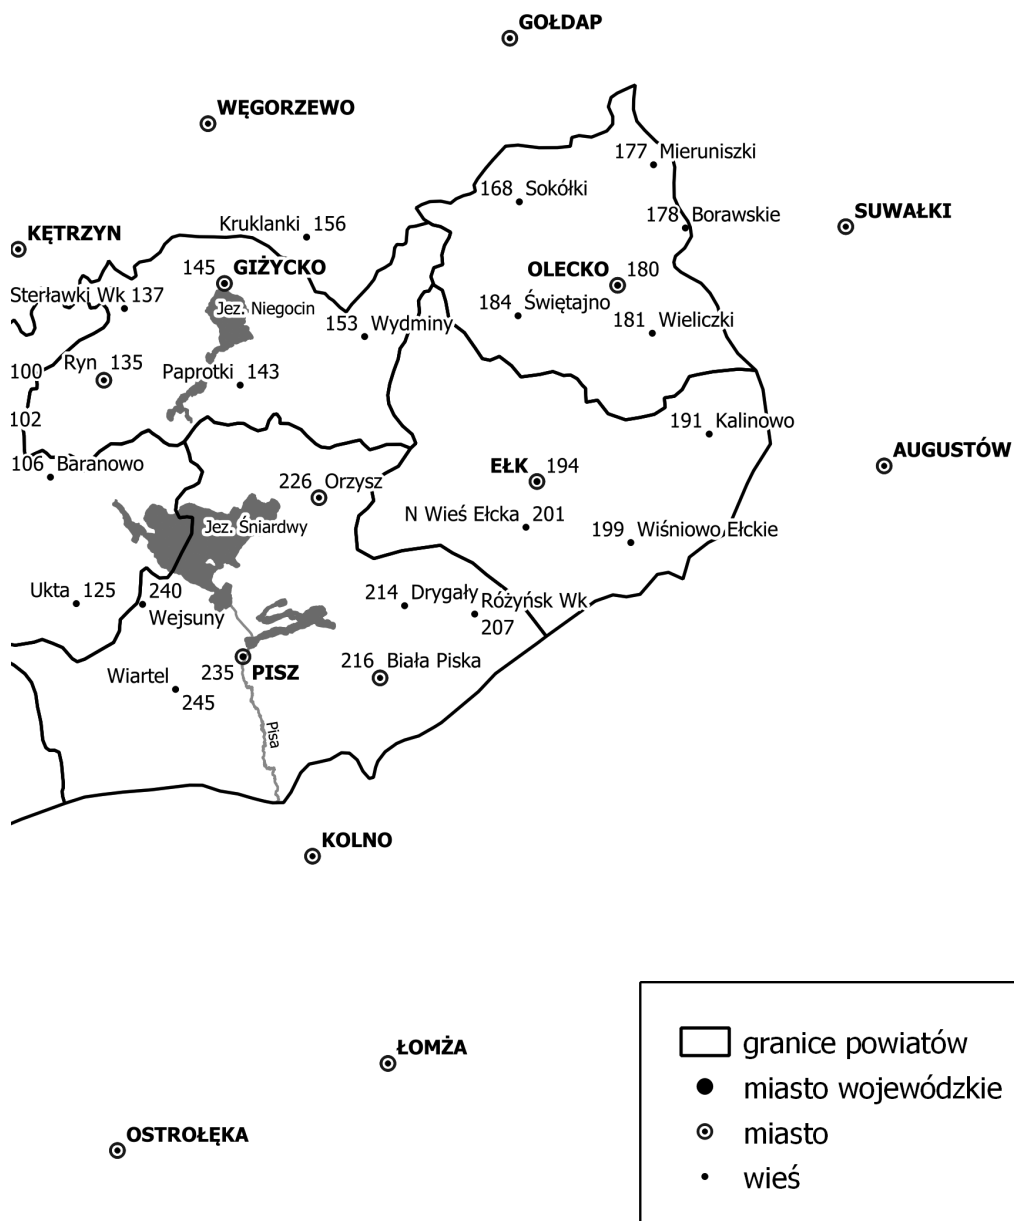 GOŁDAP
WĘGORZEWO
177 Mieruniszki
168 Sokółki
178 Borawskie
SUWAŁKI
Kruklanki 156
KĘTRZYN
145 GIŻYCKO
OLECKO 180
Sterławki Wk 137
Jez. Niegocin
184 Świętajno
153 Wydminy
181 Wieliczki
Ryn 135
100
Paprotki 143
102
191 Kalinowo
AUGUSTÓW
106 Baranowo
EŁK 194
226 Orzysz
N Wieś Ełcka 201
Jez. Śniardwy
199 Wiśniowo Ełckie
Ukta 125
240
Wejsuny
214 Drygały
Różyńsk Wk
207
216 Biała Piska
235 PISZ
Wiartel
245
Pisa
KOLNO
ŁOMŻA
OSTROŁĘKA
granice powiatów
miasto wojewódzkie
miasto
wieś